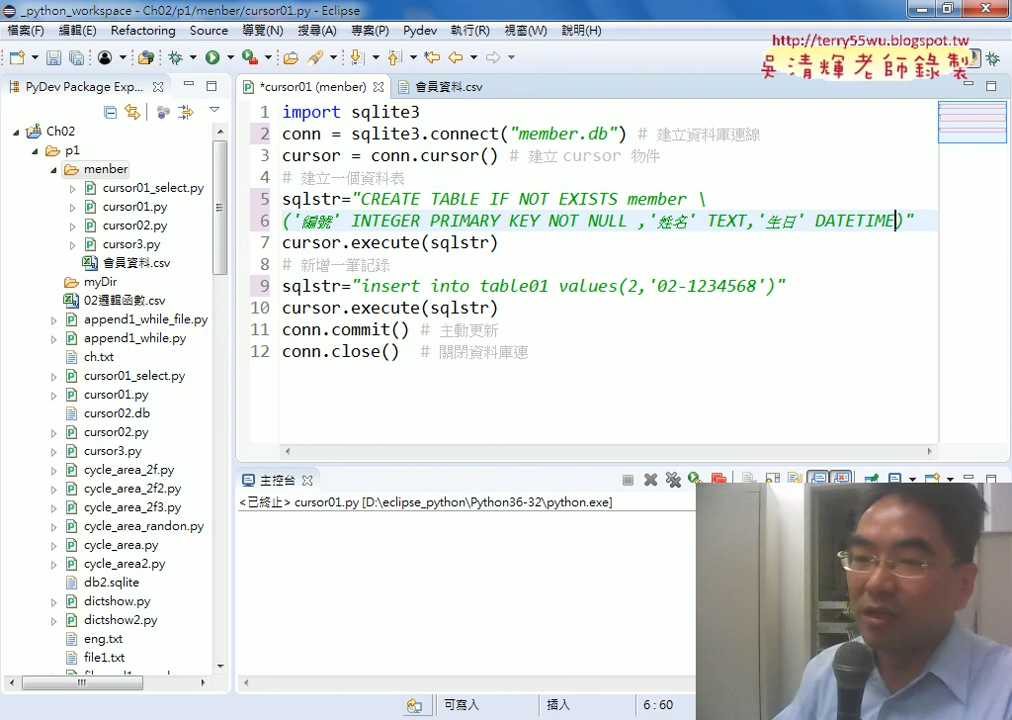 _python_workspace - Ch02/p1/menber/cursor01.py - Eclipse
檔案(F) 編輯(E) Refactoring Source 導覽(N) 搜尋(A) 專案(P) Pydev 執行(R) 視窗(W) 說明(H)
http://terry55wu.blogspot.tw
吳清輝老師錄製
PyDev Package Exp...
*cursor01 (menber)
會員資料.csv
Ch02
p1
menber
cursor01_select.py
cursor01.py
cursor02.py
cursor3.py
會員資料.csv
myDir
02邏輯函數.csv
append1_while_file.py
append1_while.py
ch.txt
cursor01_select.py
cursor01.py
cursor02.db
cursor02.py
cursor3.py
cycle_area_2f.py
cycle_area_2f2.py
cycle_area_2f3.py
cycle_area_randon.py
cycle_area.py
cycle_area2.py
db2.sqlite
dictshow.py
dictshow2.py
eng.txt
file1.txt
1 import sqlite3
2 conn = sqlite3.connect("member.db") # 建立資料庫連線
3 cursor = conn.cursor() # 建立 cursor 物件
4 # 建立一個資料表
5 sqlstr="CREATE TABLE IF NOT EXISTS member \
6 ('編號' INTEGER PRIMARY KEY NOT NULL ,'姓名' TEXT,'生日' DATETIME)"
7 cursor.execute(sqlstr)
8 # 新增一筆記錄
9 sqlstr="insert into table01 values(2,'02-1234568')"
10 cursor.execute(sqlstr)
11 conn.commit() # 主動更新
12 conn.close() # 關閉資料庫連
主控台
<已終止> cursor01.py [D:\eclipse_python\Python36-32\python.exe]
可寫入
插入
6:60